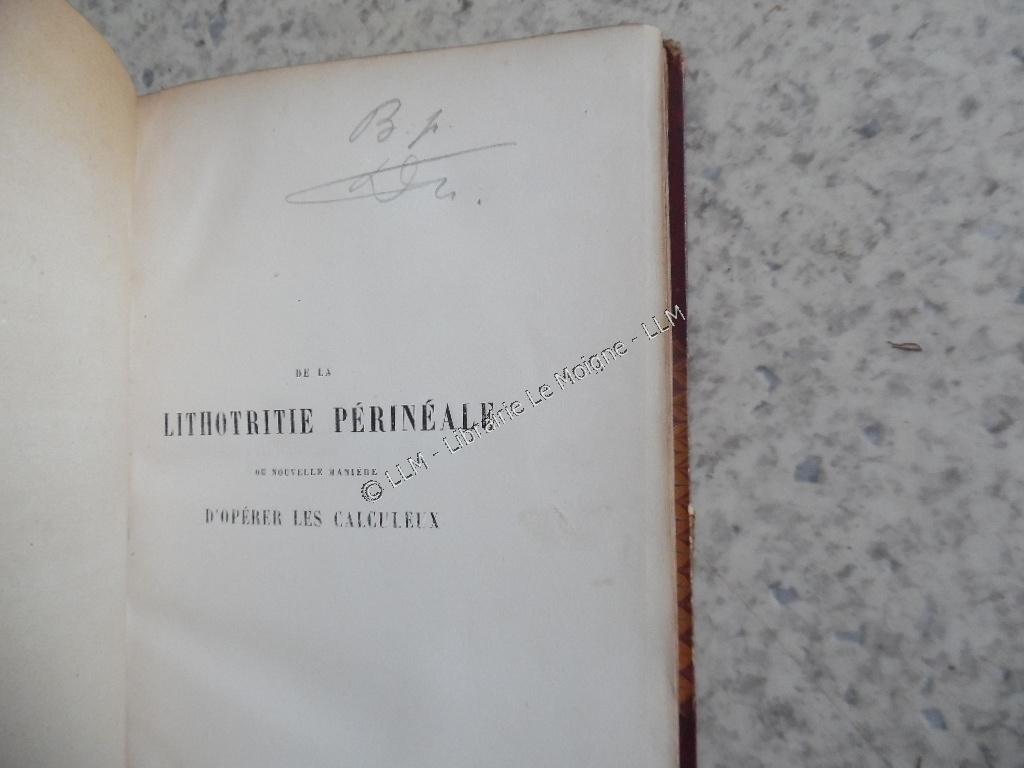 B. p.
DE LA
LITHOTRITIE PÉRINÉALE
OU NOUVELLE MANIÈRE
D'OPÉRER LES CALCULEUX
© LLM - Librairie Le Moigne - LLM